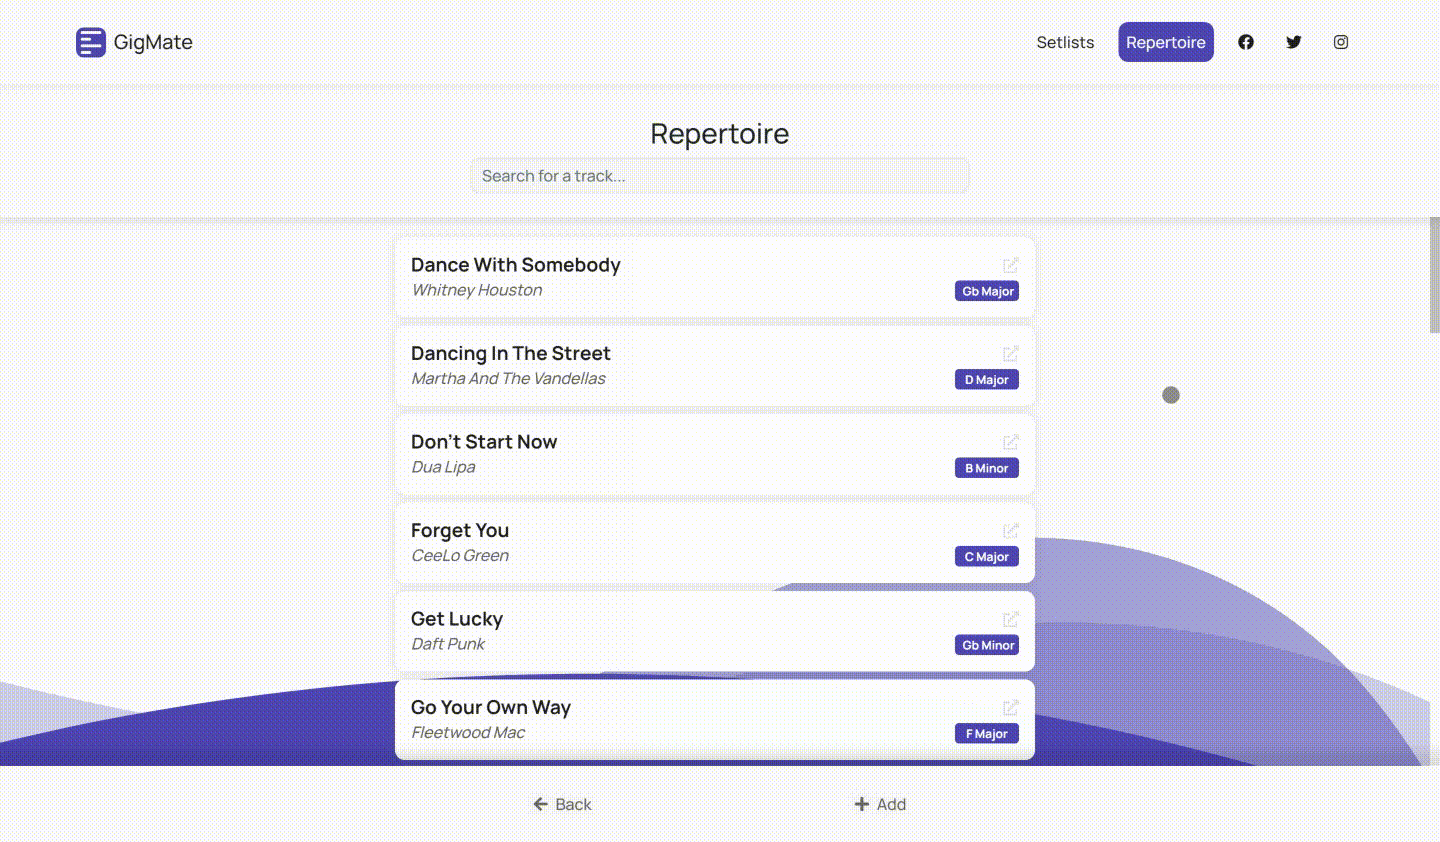 GigMate
Setlists
Repertoire
Repertoire
Search for a track...
Dance With Somebody
Whitney Houston
Gb Major
Dancing In The Street
Martha And The Vandellas
D Major
Don't Start Now
Dua Lipa
B Minor
Forget You
CeeLo Green
C Major
Get Lucky
Daft Punk
Gb Minor
Go Your Own Way
Fleetwood Mac
F Major
Back
Add